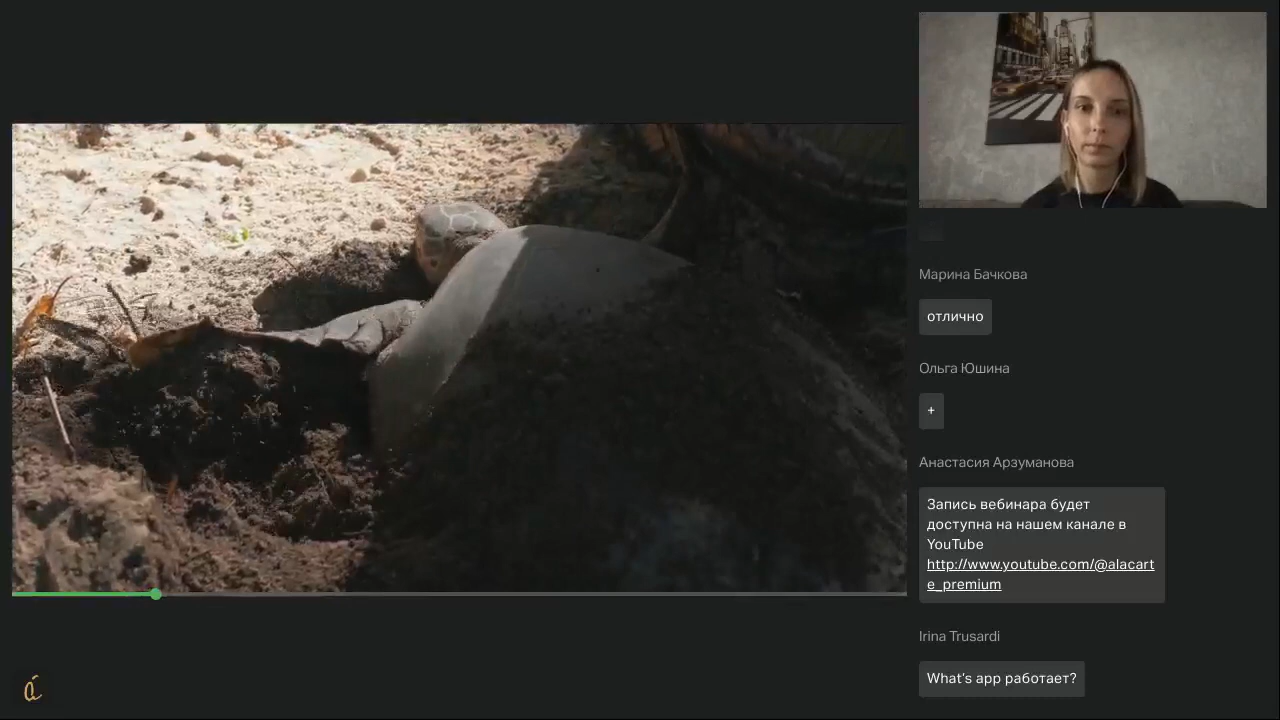 Марина Бачкова
отлично
Ольга Юшина
+
Анастасия Арзуманова
Запись вебинара будет
доступна на нашем канале в
YouTube
http://www.youtube.com/@alacart
e_premium
Irina Trusardi
What's app работает?
á